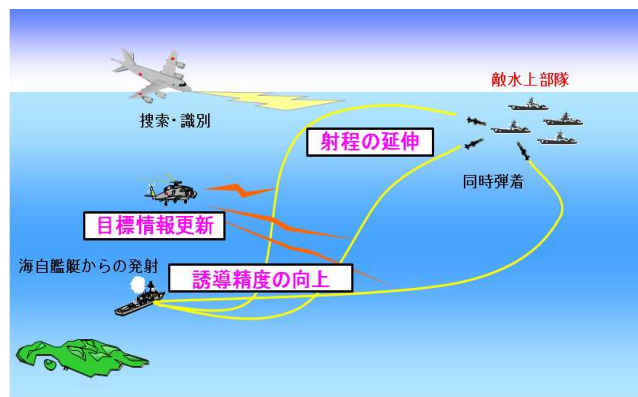 敵水上部隊
捜索・識別
射程の延伸
同時弾着
目標情報更新
海自艦艇からの発射
誘導精度の向上